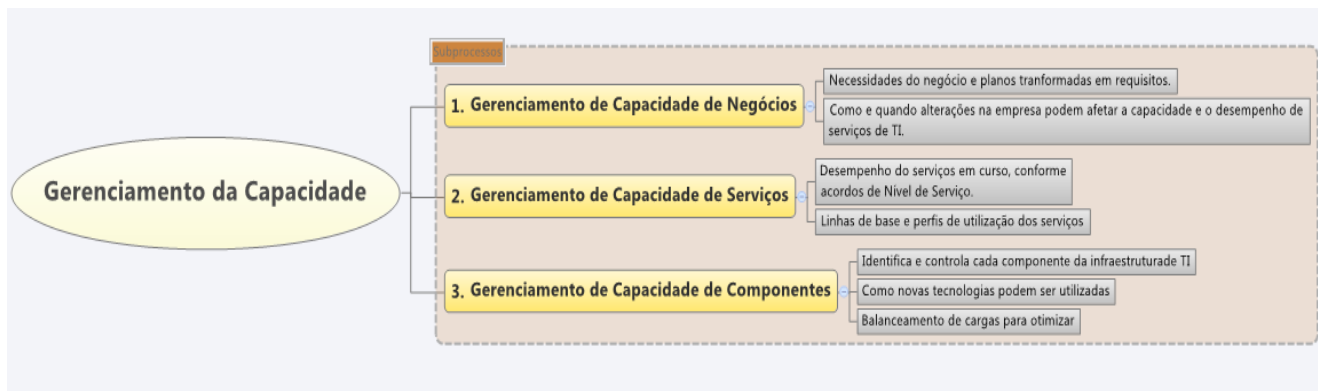 Subprocessos
Gerenciamento da Capacidade
1. Gerenciamento de Capacidade de Negócios
Necessidades do negócio e planos tranformadas em requisitos.
Como e quando alterações na empresa podem afetar a capacidade e o desempenho de
serviços de TI.
2. Gerenciamento de Capacidade de Serviços
Desempenho do serviços em curso, conforme
acordos de Nivel de Serviço.
Linhas de base e perfis de utilização dos serviços
3. Gerenciamento de Capacidade de Componentes
Identifica e controla cada componente da infraestruturade TI
Como novas tecnologias podem ser utilizadas
Balanceamento de cargas para otimizar